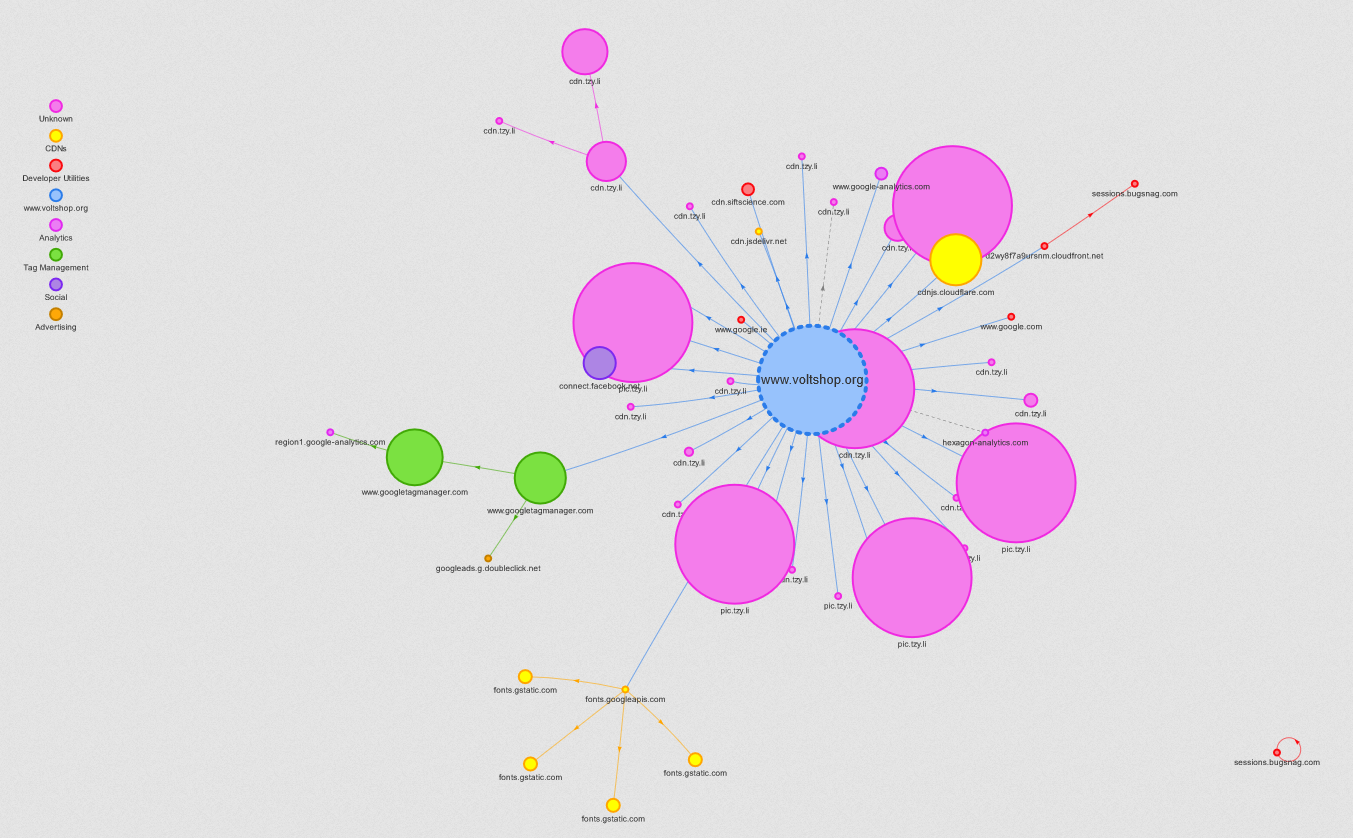 Unknown
CDNs
Developer Utilities
www.voltshop.org
Analytics
Tag Management
Social
Advertising
cdn.tzy.li
cdn.tzy.li
cdn.tzy.li
cdn.tzy.li
www.google-analytics.com
cdn.siftscience.com
sessions.bugsnag.com
cdn.tzy.li
cdn.tzy.li
cdn.jsdelivr.net
cdn.tzy.
d2wy8f7a9ursnm.cloudfront.net
cdnjs.cloudflare.com
www.google.ie
www.google.com
cdn.tzy.li
www.voltshop.org
connect.facebook.net
pic.tzy.li
cdn.tzy.li
cdn.tzy.li
cdn.tzy.li
region1.google-analytics.com
hexagon-analytics.com
cdn.tzy.li
cdn.tzy.li
www.googletagmanager.com
www.googletagmanager.com
cdn.tz
cdn.
pic.tzy.li
zy.li
googleads.g.doubleclick.net
dn.tzy.li
pic.tzy.li
pic.tzy.li
pic.tzy.li
fonts.gstatic.com
fonts.googleapis.com
fonts.gstatic.com
fonts.gstatic.com
fonts.gstatic.com
sessions.bugsnag.com